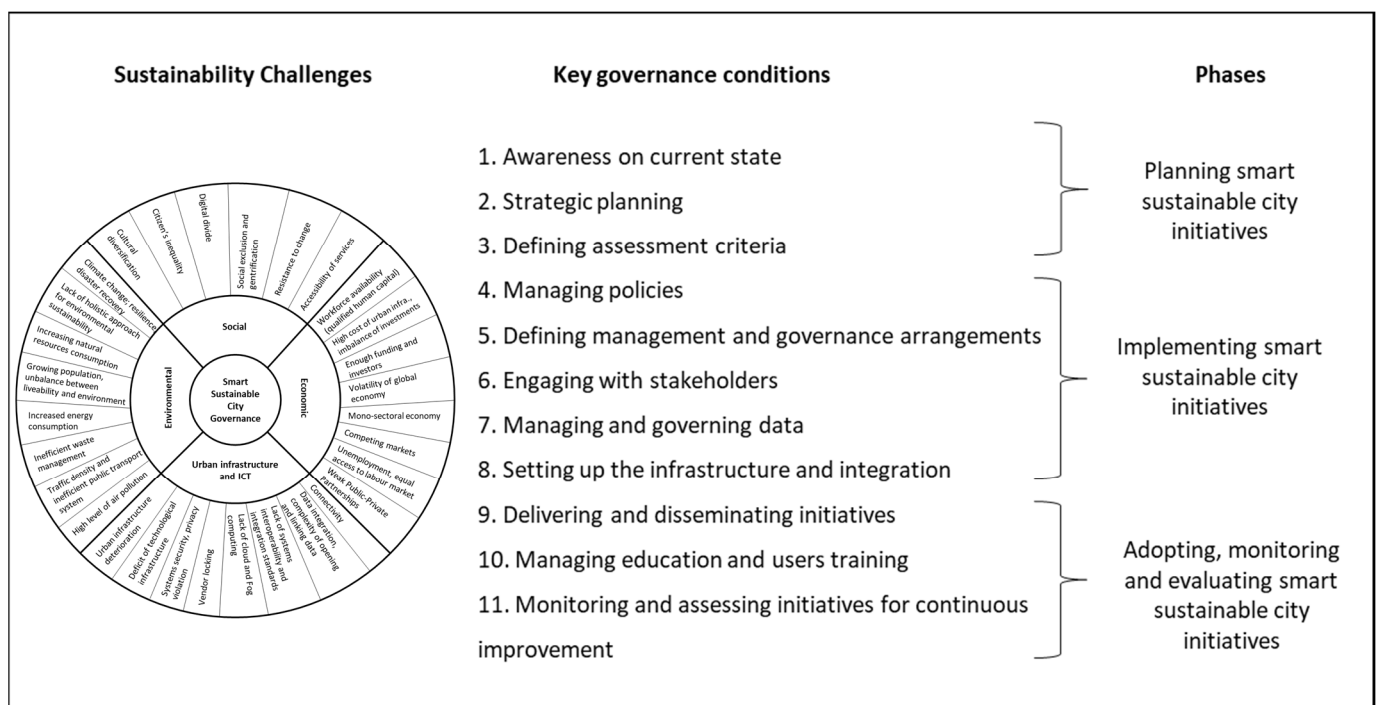 Sustainability Challenges
Key governance conditions
Phases
Smart
Sustainable
City
Governance
Social
Cultural
diversification
Citizen's inequality
Digital divide
Social exclusion and
gentrification
Resistance to change
Accessibility of services
Economic
Workforce availability
(qualified human capital)
High cost of urban infra.,
imbalance of investments
Enough funding and
investors
Volatility of global
economy
Mono-sectoral economy
Competing markets
Unemployment, equal
access to labour market
Weak Public-Private
Partnerships
Urban infrastructure
and ICT
Connectivity
Data integration,
complexity of opening
and linking data
Lack of systems
interoperability and
integration standards
Lack of cloud and Fog
computing
Vendor locking
Systems security, privacy
violation
Deficit of technological
infrastructure
Urban infrastructure
deterioration
Environmental
High level of air pollution
Traffic density and
inefficient public transport
system
Inefficient waste
management
Increased energy
consumption
Growing population,
unbalance between
liveability and environment
Increasing natural
resources consumption
Lack of holistic approach
for environmental
sustainability
Climate change: resilience
disaster recovery
1. Awareness on current state
2. Strategic planning
3. Defining assessment criteria
4. Managing policies
5. Defining management and governance arrangements
6. Engaging with stakeholders
7. Managing and governing data
8. Setting up the infrastructure and integration
9. Delivering and disseminating initiatives
10. Managing education and users training
11. Monitoring and assessing initiatives for continuous
improvement
Planning smart
sustainable city
initiatives
Implementing smart
sustainable city
initiatives
Adopting, monitoring
and evaluating smart
sustainable city
initiatives